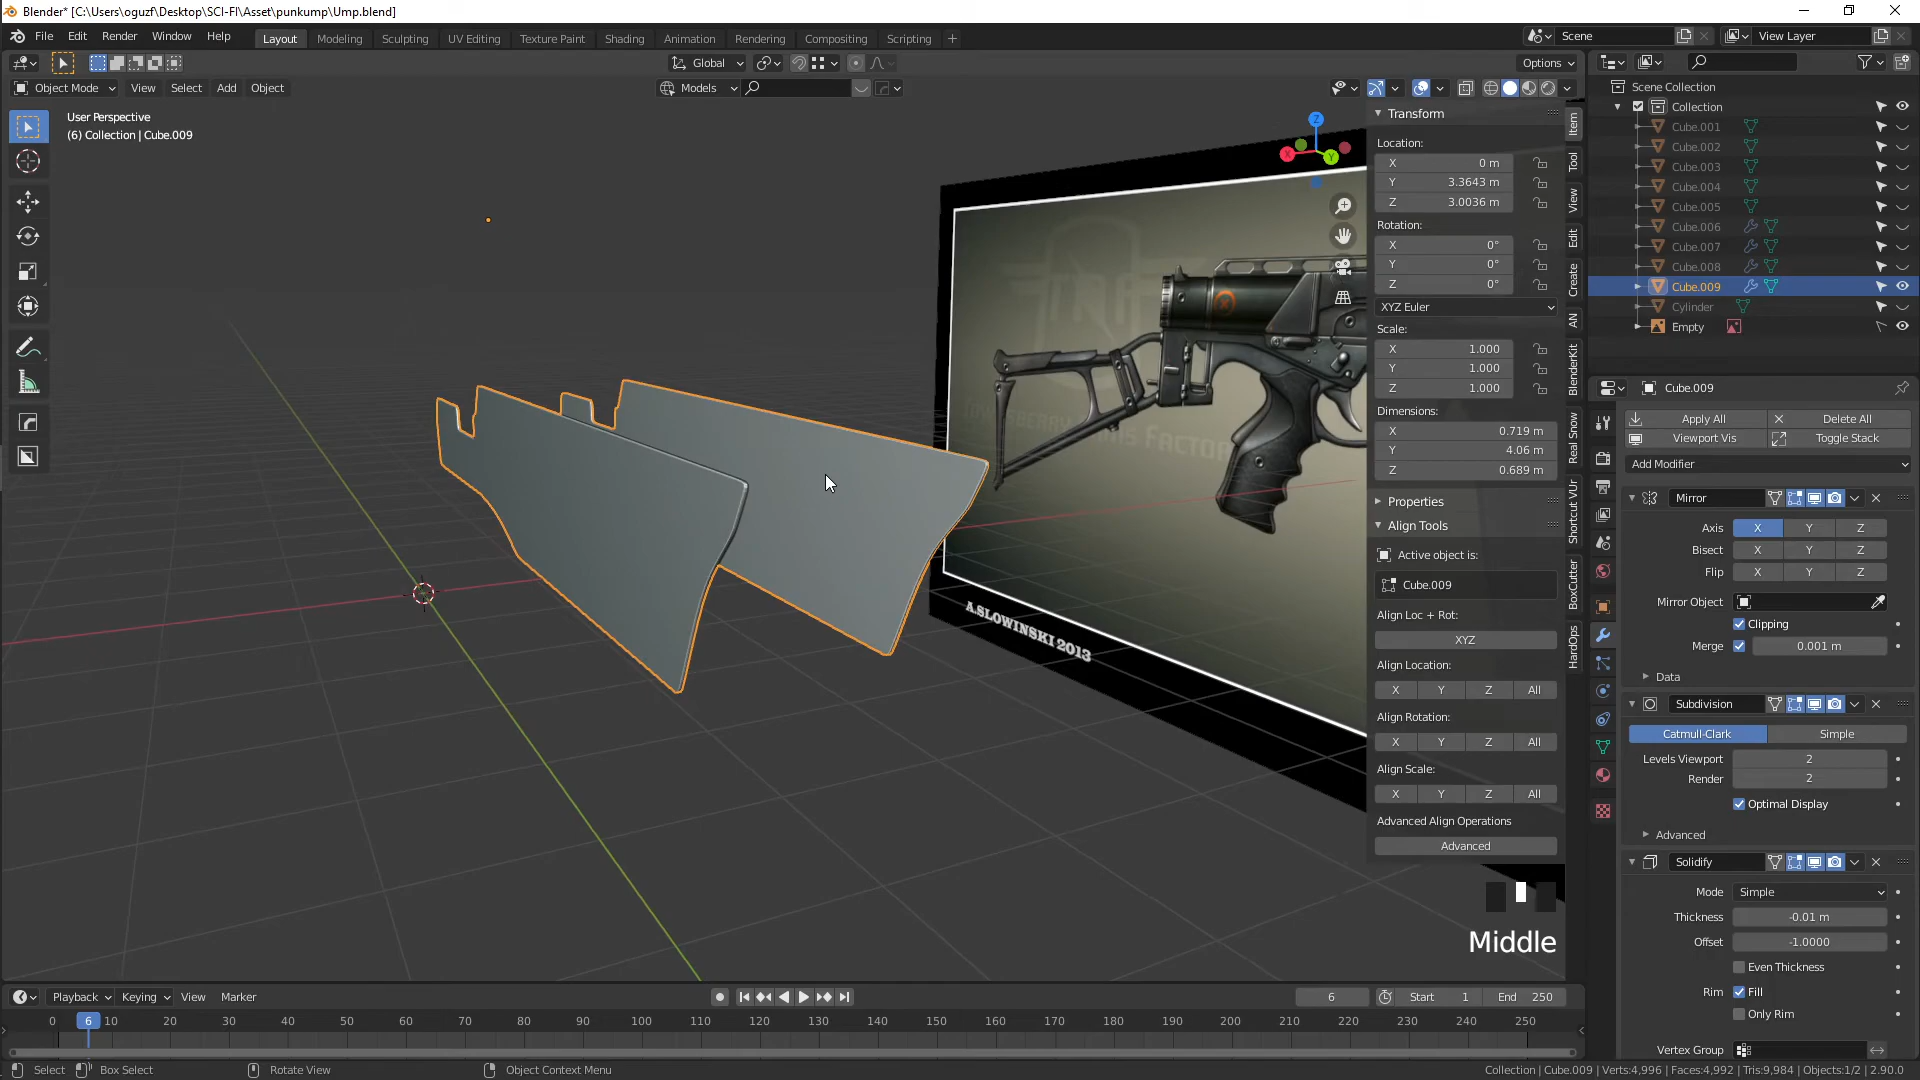 Blender* [C:\Users\oguzf\Desktop\SCI-FI\Asset\punkump\Ump.blend]
File Edit Render Window Help
Layout Modeling Sculpting UV Editing Texture Paint Shading Animation Rendering Compositing Scripting +
Scene
View Layer
Global
Options
Object Mode View Select Add Object
Models
User Perspective
(6) Collection | Cube.009
Transform
Location:
X 0 m
Y 3.3643 m
Z 3.0036 m
Rotation:
X 0°
Y 0°
Z 0°
XYZ Euler
Scale:
X 1.000
Y 1.000
Z 1.000
Dimensions:
X 0.719 m
Y 4.06 m
Z 0.689 m
Properties
Align Tools
Active object is:
Cube.009
Align Loc + Rot:
XYZ
Align Location:
X Y Z All
Align Rotation:
X Y Z All
Align Scale:
X Y Z All
Advanced Align Operations
Advanced
Item
Tool
View
Edit
Create
AN
BlenderKit
Real Snow
Shortcut VUr
BoxCutter
HardOps
Z
X
Y
A.SLOWINSKI 2013
Middle
Scene Collection
Collection
Cube.001
Cube.002
Cube.003
Cube.004
Cube.005
Cube.006
Cube.007
Cube.008
Cube.009
Cylinder
Empty
Cube.009
Apply All Delete All
Viewport Vis Toggle Stack
Add Modifier
Mirror
Axis X Y Z
Bisect X Y Z
Flip X Y Z
Mirror Object
Clipping
Merge 0.001 m
Data
Subdivision
Catmull-Clark Simple
Levels Viewport 2
Render 2
Optimal Display
Advanced
Solidify
Mode Simple
Thickness -0.01 m
Offset -1.0000
Even Thickness
Rim Fill
Only Rim
Vertex Group
Playback Keying View Marker
6 Start 1 End 250
0 6 10 20 30 40 50 60 70 80 90 100 110 120 130 140 150 160 170 180 190 200 210 220 230 240 250
Select Box Select Rotate View Object Context Menu
Collection | Cube.009 | Verts:4,996 | Faces:4,992 | Tris:9,984 | Objects:1/2 | 2.90.0